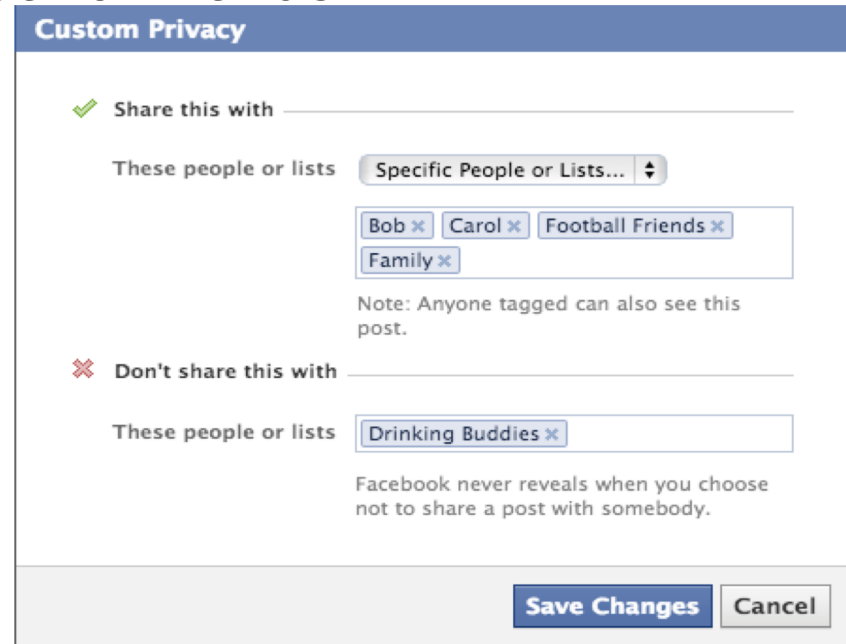 Custom Privacy
Share this with
These people or lists Specific People or Lists...
Bob × Carol × Football Friends ×
Family ×
Note: Anyone tagged can also see this
post.
Don't share this with
These people or lists Drinking Buddies ×
Facebook never reveals when you choose
not to share a post with somebody.
Save Changes Cancel